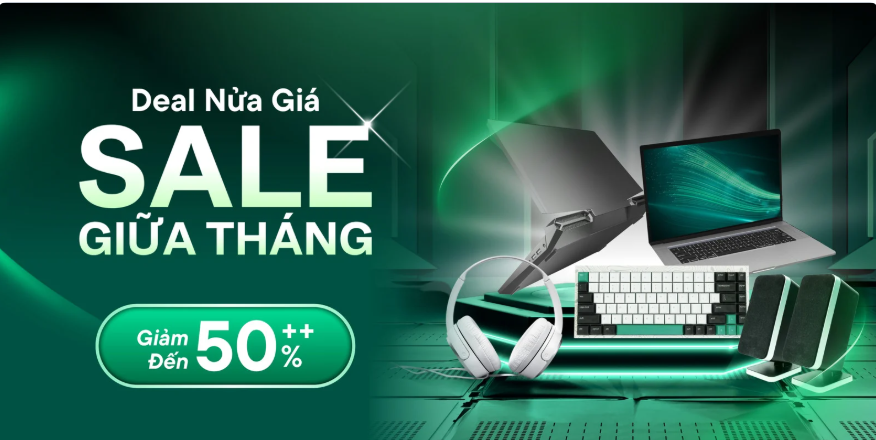 Deal Nửa Giá
SALE
GIỮA THÁNG
Giảm
Đến
50++
%